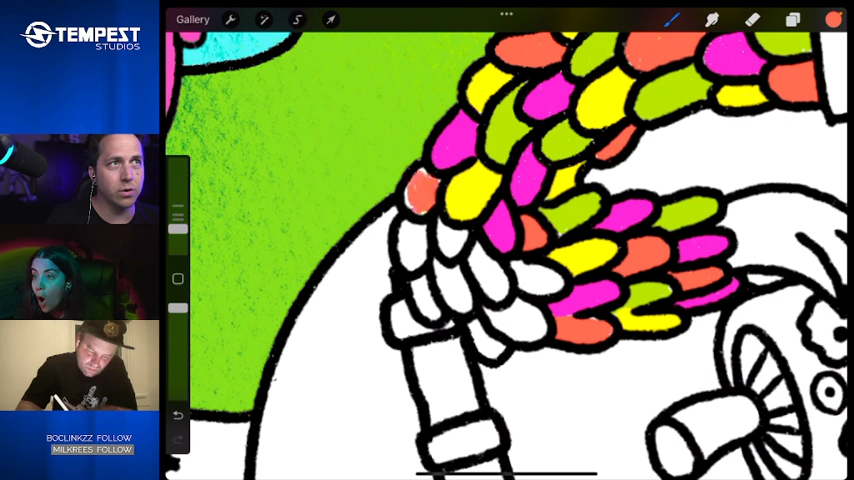 TEMPEST
STUDIOS
Gallery
BOCLINKZZ FOLLOW
MILKREES FOLLOW